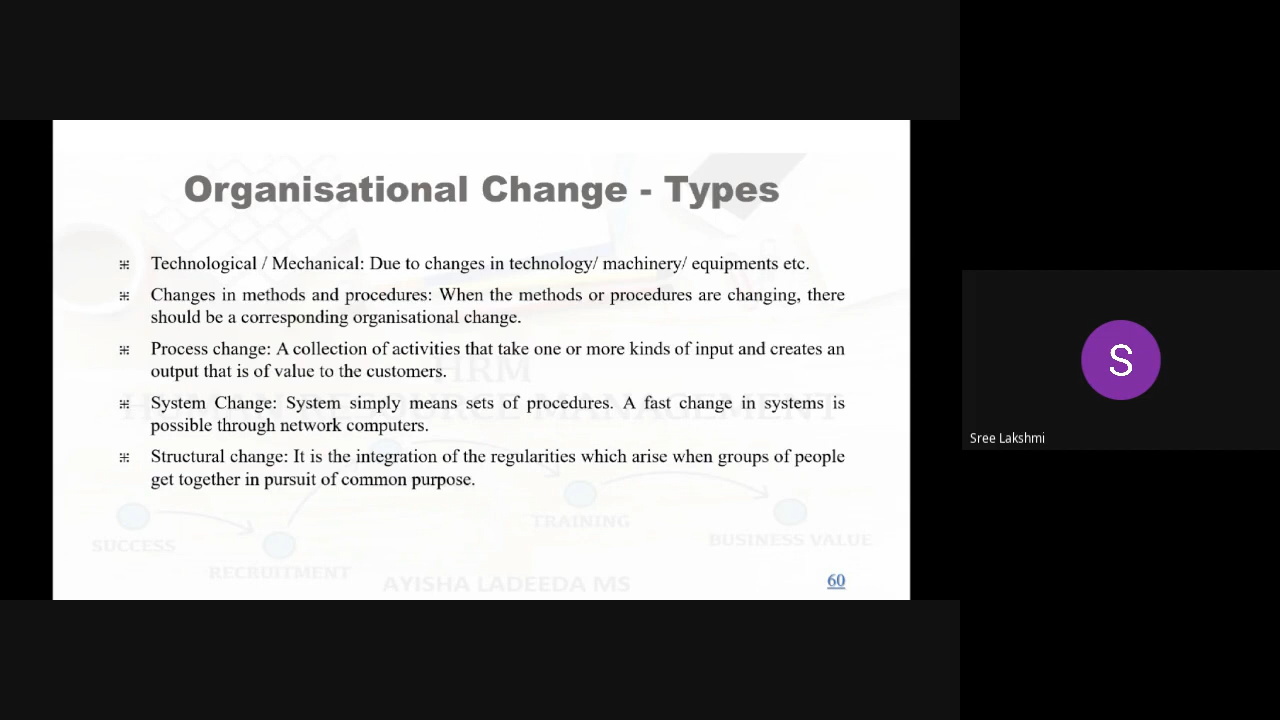 Organisational Change - Types
Technological / Mechanical: Due to changes in technology/ machinery/ equipments etc.
Changes in methods and procedures: When the methods or procedures are changing, there
should be a corresponding organisational change.
Process change: A collection of activities that take one or more kinds of input and creates an
output that is of value to the customers.
HRM
HUMAN RESOURCE MANAGEMENT
System Change: System simply means sets of procedures. A fast change in systems is
possible through network computers.
Structural change: It is the integration of the regularities which arise when groups of people
get together in pursuit of common purpose.
SUCCESS
RECRUITMENT
TRAINING
BUSINESS VALUE
AYISHA LADEEDA MS
60
S
Sree Lakshmi